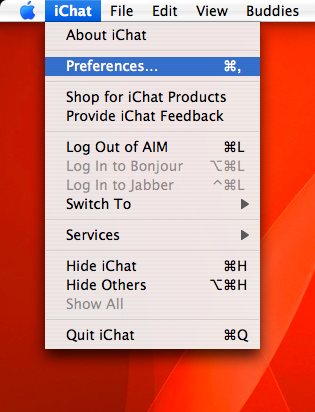 iChat File Edit View Buddies
About iChat
Preferences... ⌘,
Shop for iChat Products
Provide iChat Feedback
Log Out of AIM ⌘L
Log In to Bonjour ⌥⌘L
Log In to Jabber ^⌘L
Switch To
Services
Hide iChat ⌘H
Hide Others ⌥⌘H
Show All
Quit iChat ⌘Q